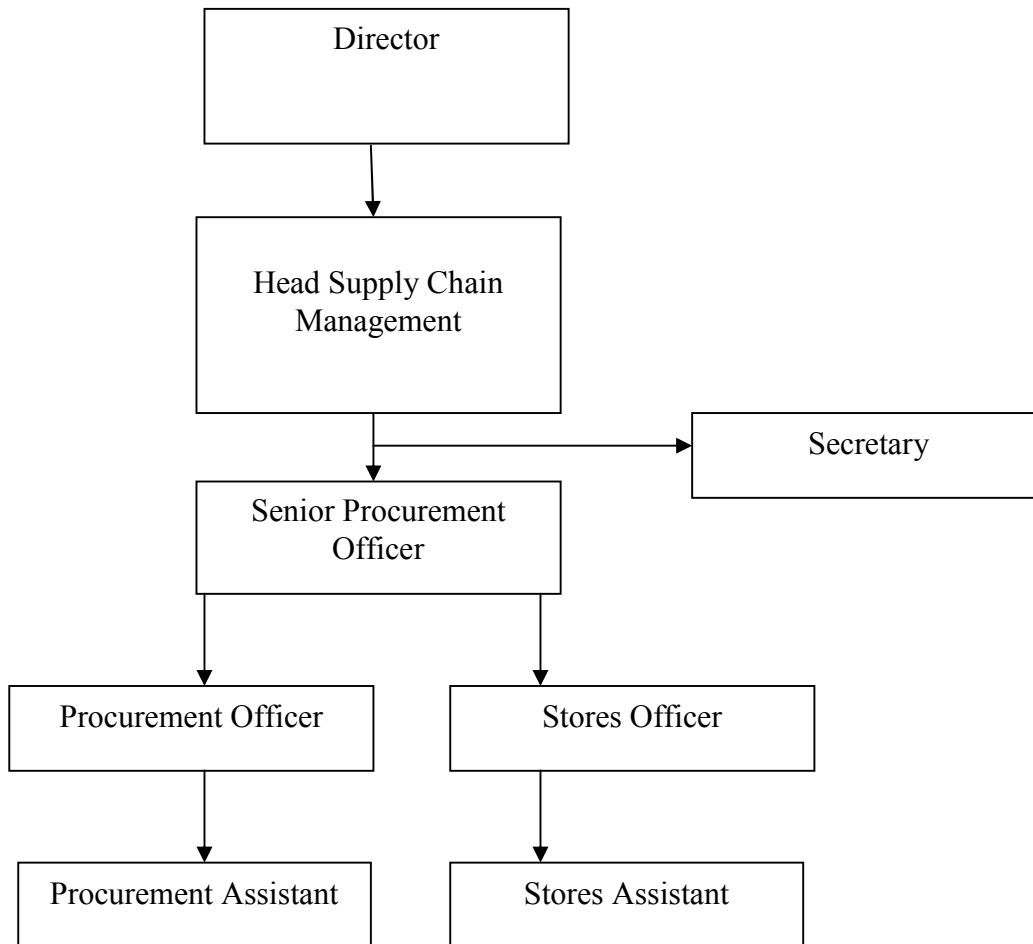 Director
Head Supply Chain
Management
Secretary
Senior Procurement
Officer
Procurement Officer
Stores Officer
Procurement Assistant
Stores Assistant